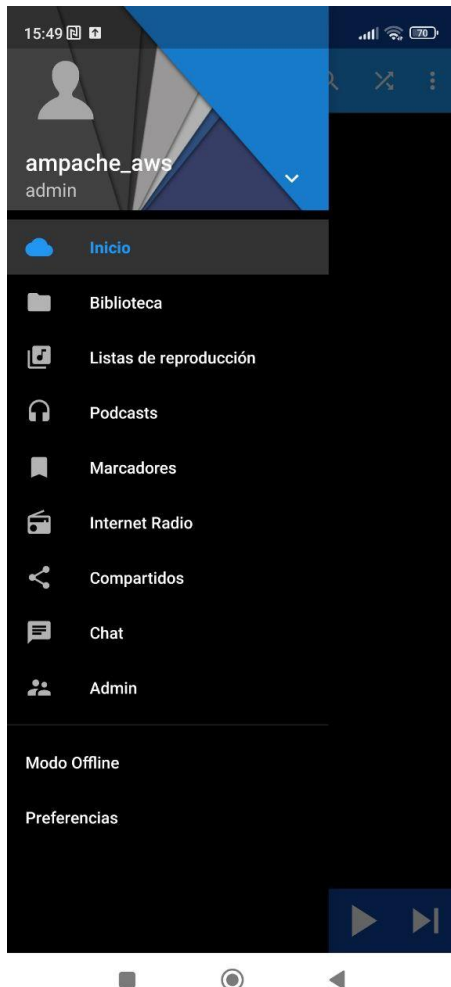 15:49
70
ampache_aws
admin
Inicio
Biblioteca
Listas de reproducción
Podcasts
Marcadores
Internet Radio
Compartidos
Chat
Admin
Modo Offline
Preferencias